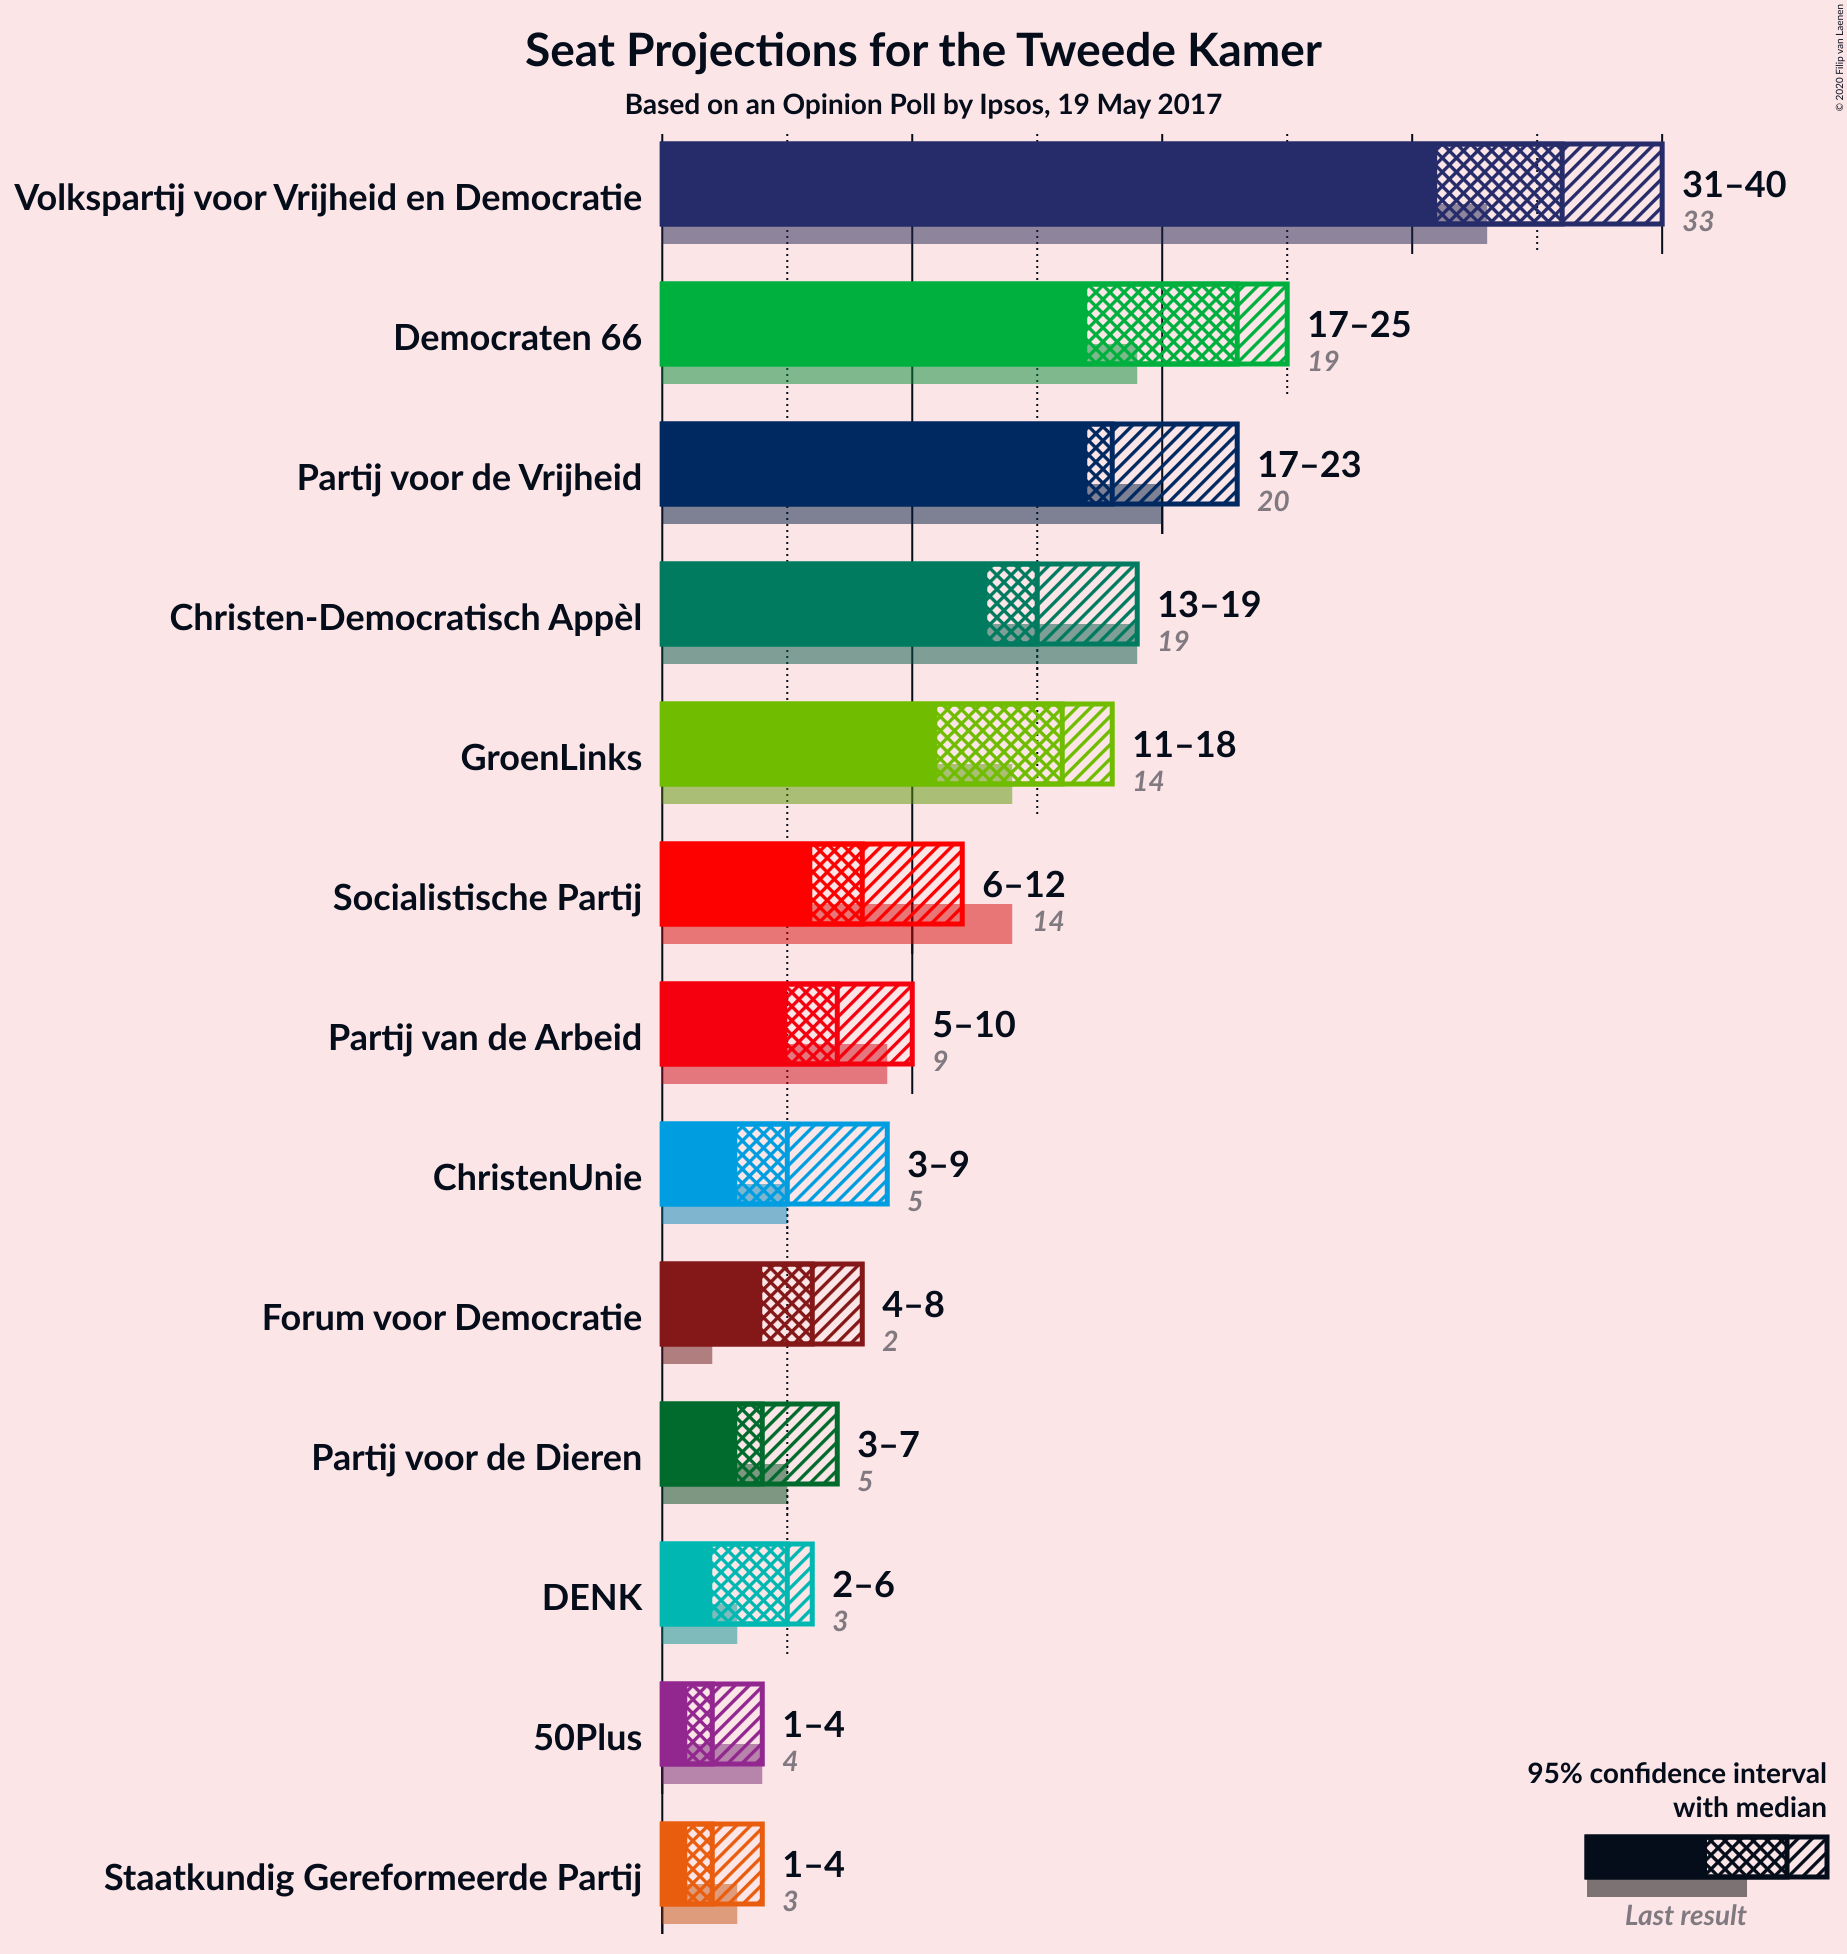 Seat Projections for the Tweede Kamer
Based on an Opinion Poll by Ipsos, 19 May 2017
© 2020 Filip van Laenen
Volkspartij voor Vrijheid en Democratie
31–40
33
Democraten 66
17–25
19
Partij voor de Vrijheid
17–23
20
Christen-Democratisch Appèl
13–19
19
GroenLinks
11–18
14
Socialistische Partij
6–12
14
Partij van de Arbeid
5–10
9
ChristenUnie
3–9
5
Forum voor Democratie
4–8
2
Partij voor de Dieren
3–7
5
DENK
2–6
3
50Plus
1–4
4
Staatkundig Gereformeerde Partij
1–4
3
95% confidence interval
with median
Last result